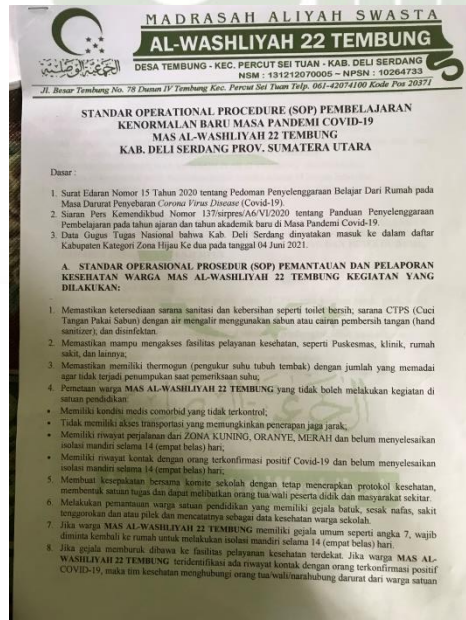 MADRASAH ALIYAH SWASTA
AL-WASHLIYAH 22 TEMBUNG
DESA TEMBUNG - KEC. PERCUT SEI TUAN - KAB. DELI SERDANG
NSM : 131212070005 – NPSN : 10264733
الجمعية الوصلية
Jl. Besar Tembung No. 78 Dusun IV Tembung Kec. Percut Sei Tuan Telp. 061-42074100 Kode Pos 20371
STANDAR OPERATIONAL PROCEDURE (SOP) PEMBELAJARAN
KENORMALAN BARU MASA PANDEMI COVID-19
MAS AL-WASHLIYAH 22 TEMBUNG
KAB. DELI SERDANG PROV. SUMATERA UTARA
Dasar :
1. Surat Edaran Nomor 15 Tahun 2020 tentang Pedoman Penyelenggaraan Belajar Dari Rumah pada
Masa Darurat Penyebaran Corona Virus Disease (Covid-19).
2. Siaran Pers Kemendikbud Nomor 137/sirpres/A6/VI/2020 tentang Panduan Penyelenggaraan
Pembelajaran pada tahun ajaran dan tahun akademik baru di Masa Pandemi Covid-19.
3. Data Gugus Tugas Nasional bahwa Kab. Deli Serdang dinyatakan masuk ke dalam daftar
Kabupaten Kategori Zona Hijau Ke dua pada tanggal 04 Juni 2021.
A. STANDAR OPERASIONAL PROSEDUR (SOP) PEMANTAUAN DAN PELAPORAN
KESEHATAN WARGA MAS AL-WASHLIYAH 22 TEMBUNG KEGIATAN YANG
DILAKUKAN:
1. Memastikan ketersediaan sarana sanitasi dan kebersihan seperti toilet bersih; sarana CTPS (Cuci
Tangan Pakai Sabun) dengan air mengalir menggunakan sabun atau cairan pembersih tangan (hand
sanitizer); dan disinfektan.
2. Memastikan mampu mengakses fasilitas pelayanan kesehatan, seperti Puskesmas, klinik, rumah
sakit, dan lainnya;
3. Memastikan memiliki thermogun (pengukur suhu tubuh tembak) dengan jumlah yang memadai
agar tidak terjadi penumpukan saat pemeriksaan suhu;
4. Pemetaan warga MAS AL-WASHLIYAH 22 TEMBUNG yang tidak boleh melakukan kegiatan di
satuan pendidikan:
• Memiliki kondisi medis comorbid yang tidak terkontrol;
• Tidak memiliki akses transportasi yang memungkinkan penerapan jaga jarak;
• Memiliki riwayat perjalanan dari ZONA KUNING, ORANYE, MERAH dan belum menyelesaikan
isolasi mandiri selama 14 (empat belas) hari;
• Memiliki riwayat kontak dengan orang terkonfirmasi positif Covid-19 dan belum menyelesaikan
isolasi mandiri selama 14 (empat belas) hari;
5. Membuat kesepakatan bersama komite sekolah dengan tetap menerapkan protokol kesehatan,
membentuk satuan tugas dan dapat melibatkan orang tua/wali peserta didik dan masyarakat sekitar.
6. Melakukan pemantauan warga satuan pendidikan yang memiliki gejala batuk, sesak nafas, sakit
tenggorokan dan atau pilek dan mencatatnya sebagai data kesehatan warga sekolah.
7. Jika warga MAS AL-WASHLIYAH 22 TEMBUNG memiliki gejala umum seperti angka 7, wajib
diminta kembali ke rumah untuk melakukan isolasi mandiri selama 14 (empat belas) hari.
8. Jika gejala memburuk dibawa ke fasilitas pelayanan kesehatan terdekat. Jika warga MAS AL-
WASHLIYAH 22 TEMBUNG teridentifikasi ada riwayat kontak dengan orang terkonfirmasi positif
COVID-19, maka tim kesehatan menghubungi orang tua/wali/narahubung darurat dari warga satuan